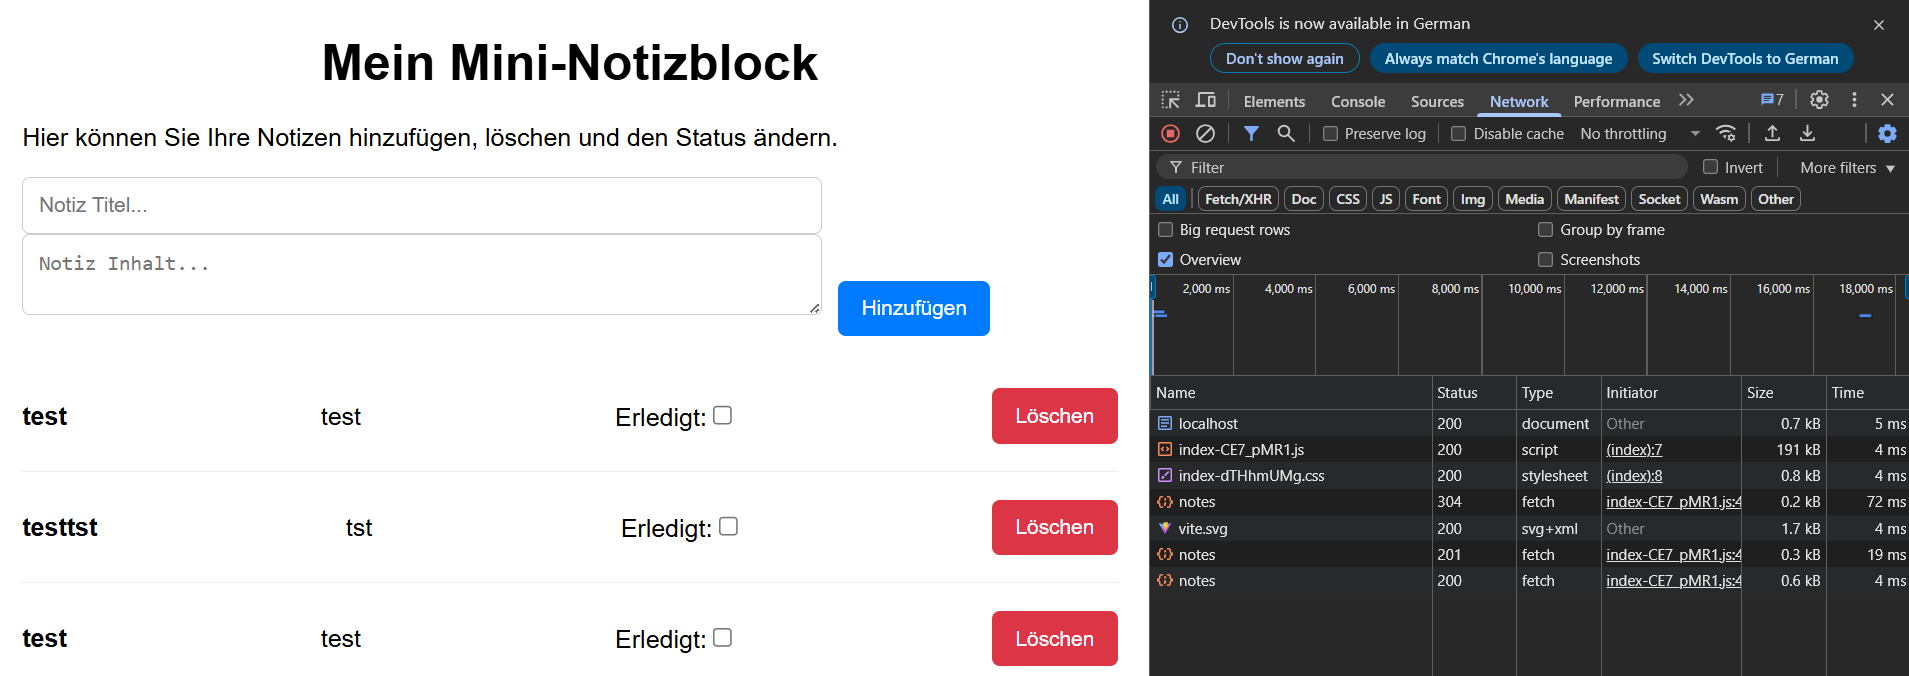 Mein Mini-Notizblock
Hier können Sie Ihre Notizen hinzufügen, löschen und den Status ändern.
Notiz Titel...
Notiz Inhalt...
Hinzufügen
test test Erledigt: Löschen
testtst tst Erledigt: Löschen
test test Erledigt: Löschen
DevTools is now available in German
Don't show again Always match Chrome's language Switch DevTools to German
Elements Console Sources Network Performance 7
Preserve log Disable cache No throttling
Filter Invert More filters
All Fetch/XHR Doc CSS JS Font Img Media Manifest Socket Wasm Other
Big request rows Group by frame
Overview Screenshots
2,000 ms 4,000 ms 6,000 ms 8,000 ms 10,000 ms 12,000 ms 14,000 ms 16,000 ms 18,000 ms
Name Status Type Initiator Size Time
localhost 200 document Other 0.7 kB 5 ms
index-CE7_pMR1.js 200 script (index):7 191 kB 4 ms
index-dTHhmUMg.css 200 stylesheet (index):8 0.8 kB 4 ms
notes 304 fetch index-CE7_pMR1.js:4 0.2 kB 72 ms
vite.svg 200 svg+xml Other 1.7 kB 4 ms
notes 201 fetch index-CE7_pMR1.js:4 0.3 kB 19 ms
notes 200 fetch index-CE7_pMR1.js:4 0.6 kB 4 ms